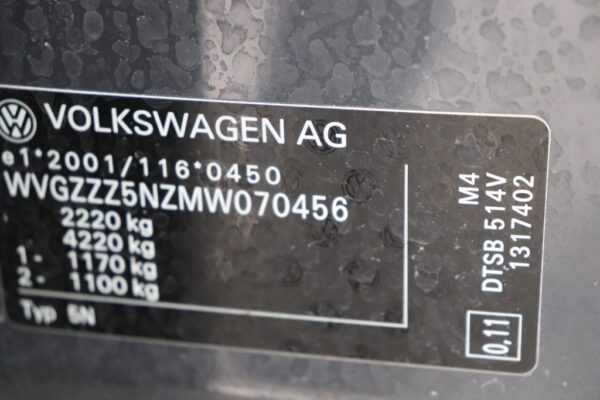 VOLKSWAGEN AG
e1*2001/116*0450
WVGZZZ5NZMW070456
2220 kg
4220 kg
1- 1170 kg
2- 1100 kg
Typ 5N
M4
DTSB 514V
1317402
0,11